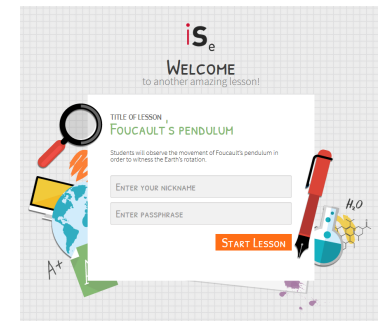 iSe
WELCOME
to another amazing lesson!
TITLE OF LESSON
FOUCAULT'S PENDULUM
Students will observe the movement of Foucault's pendulum in
order to witness the Earth's rotation.
ENTER YOUR NICKNAME
ENTER PASSPHRASE
START LESSON
H₂O
A+